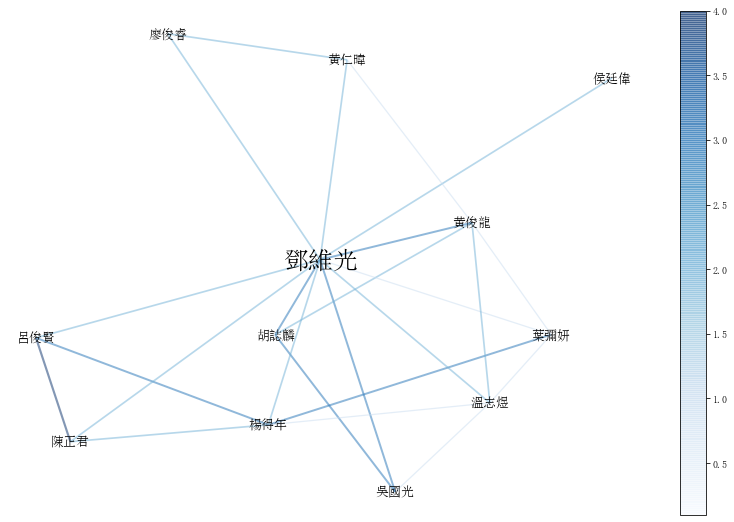 廖俊睿
黃仁暐
侯廷偉
黃俊龍
鄧維光
呂俊賢
胡誌麟
葉彌妍
溫志煜
楊得年
陳正君
吳國光
4.0
3.5
3.0
2.5
2.0
1.5
1.0
0.5